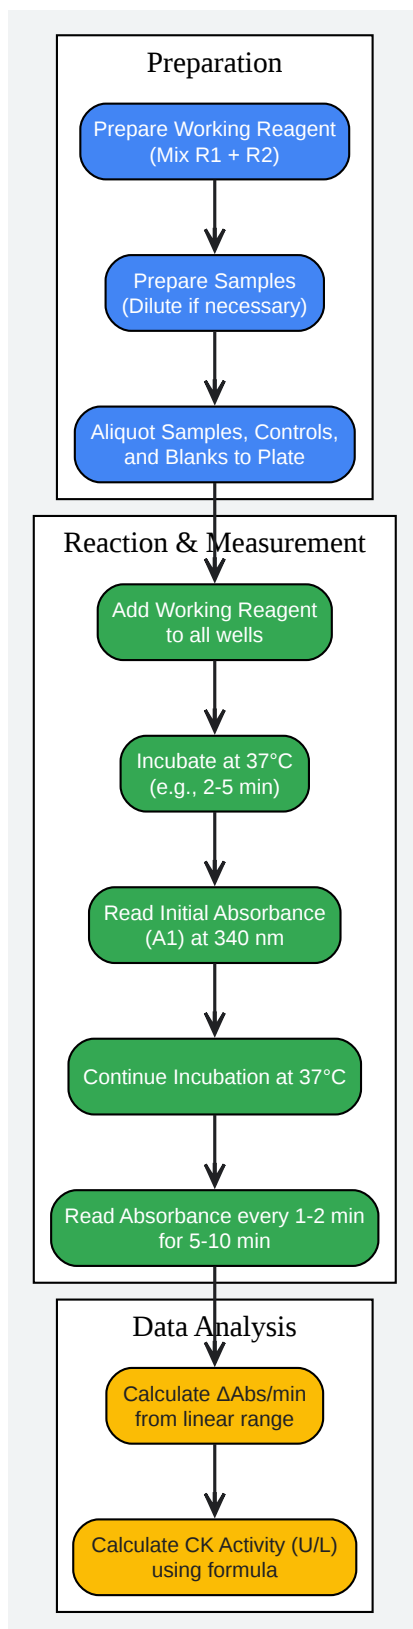 Preparation
Prepare Working Reagent
(Mix R1 + R2)
Prepare Samples
(Dilute if necessary)
Aliquot Samples, Controls,
and Blanks to Plate
Reaction & Measurement
Add Working Reagent
to all wells
Incubate at 37°C
(e.g., 2-5 min)
Read Initial Absorbance
(A1) at 340 nm
Continue Incubation at 37°C
Read Absorbance every 1-2 min
for 5-10 min
Data Analysis
Calculate ΔAbs/min
from linear range
Calculate CK Activity (U/L)
using formula